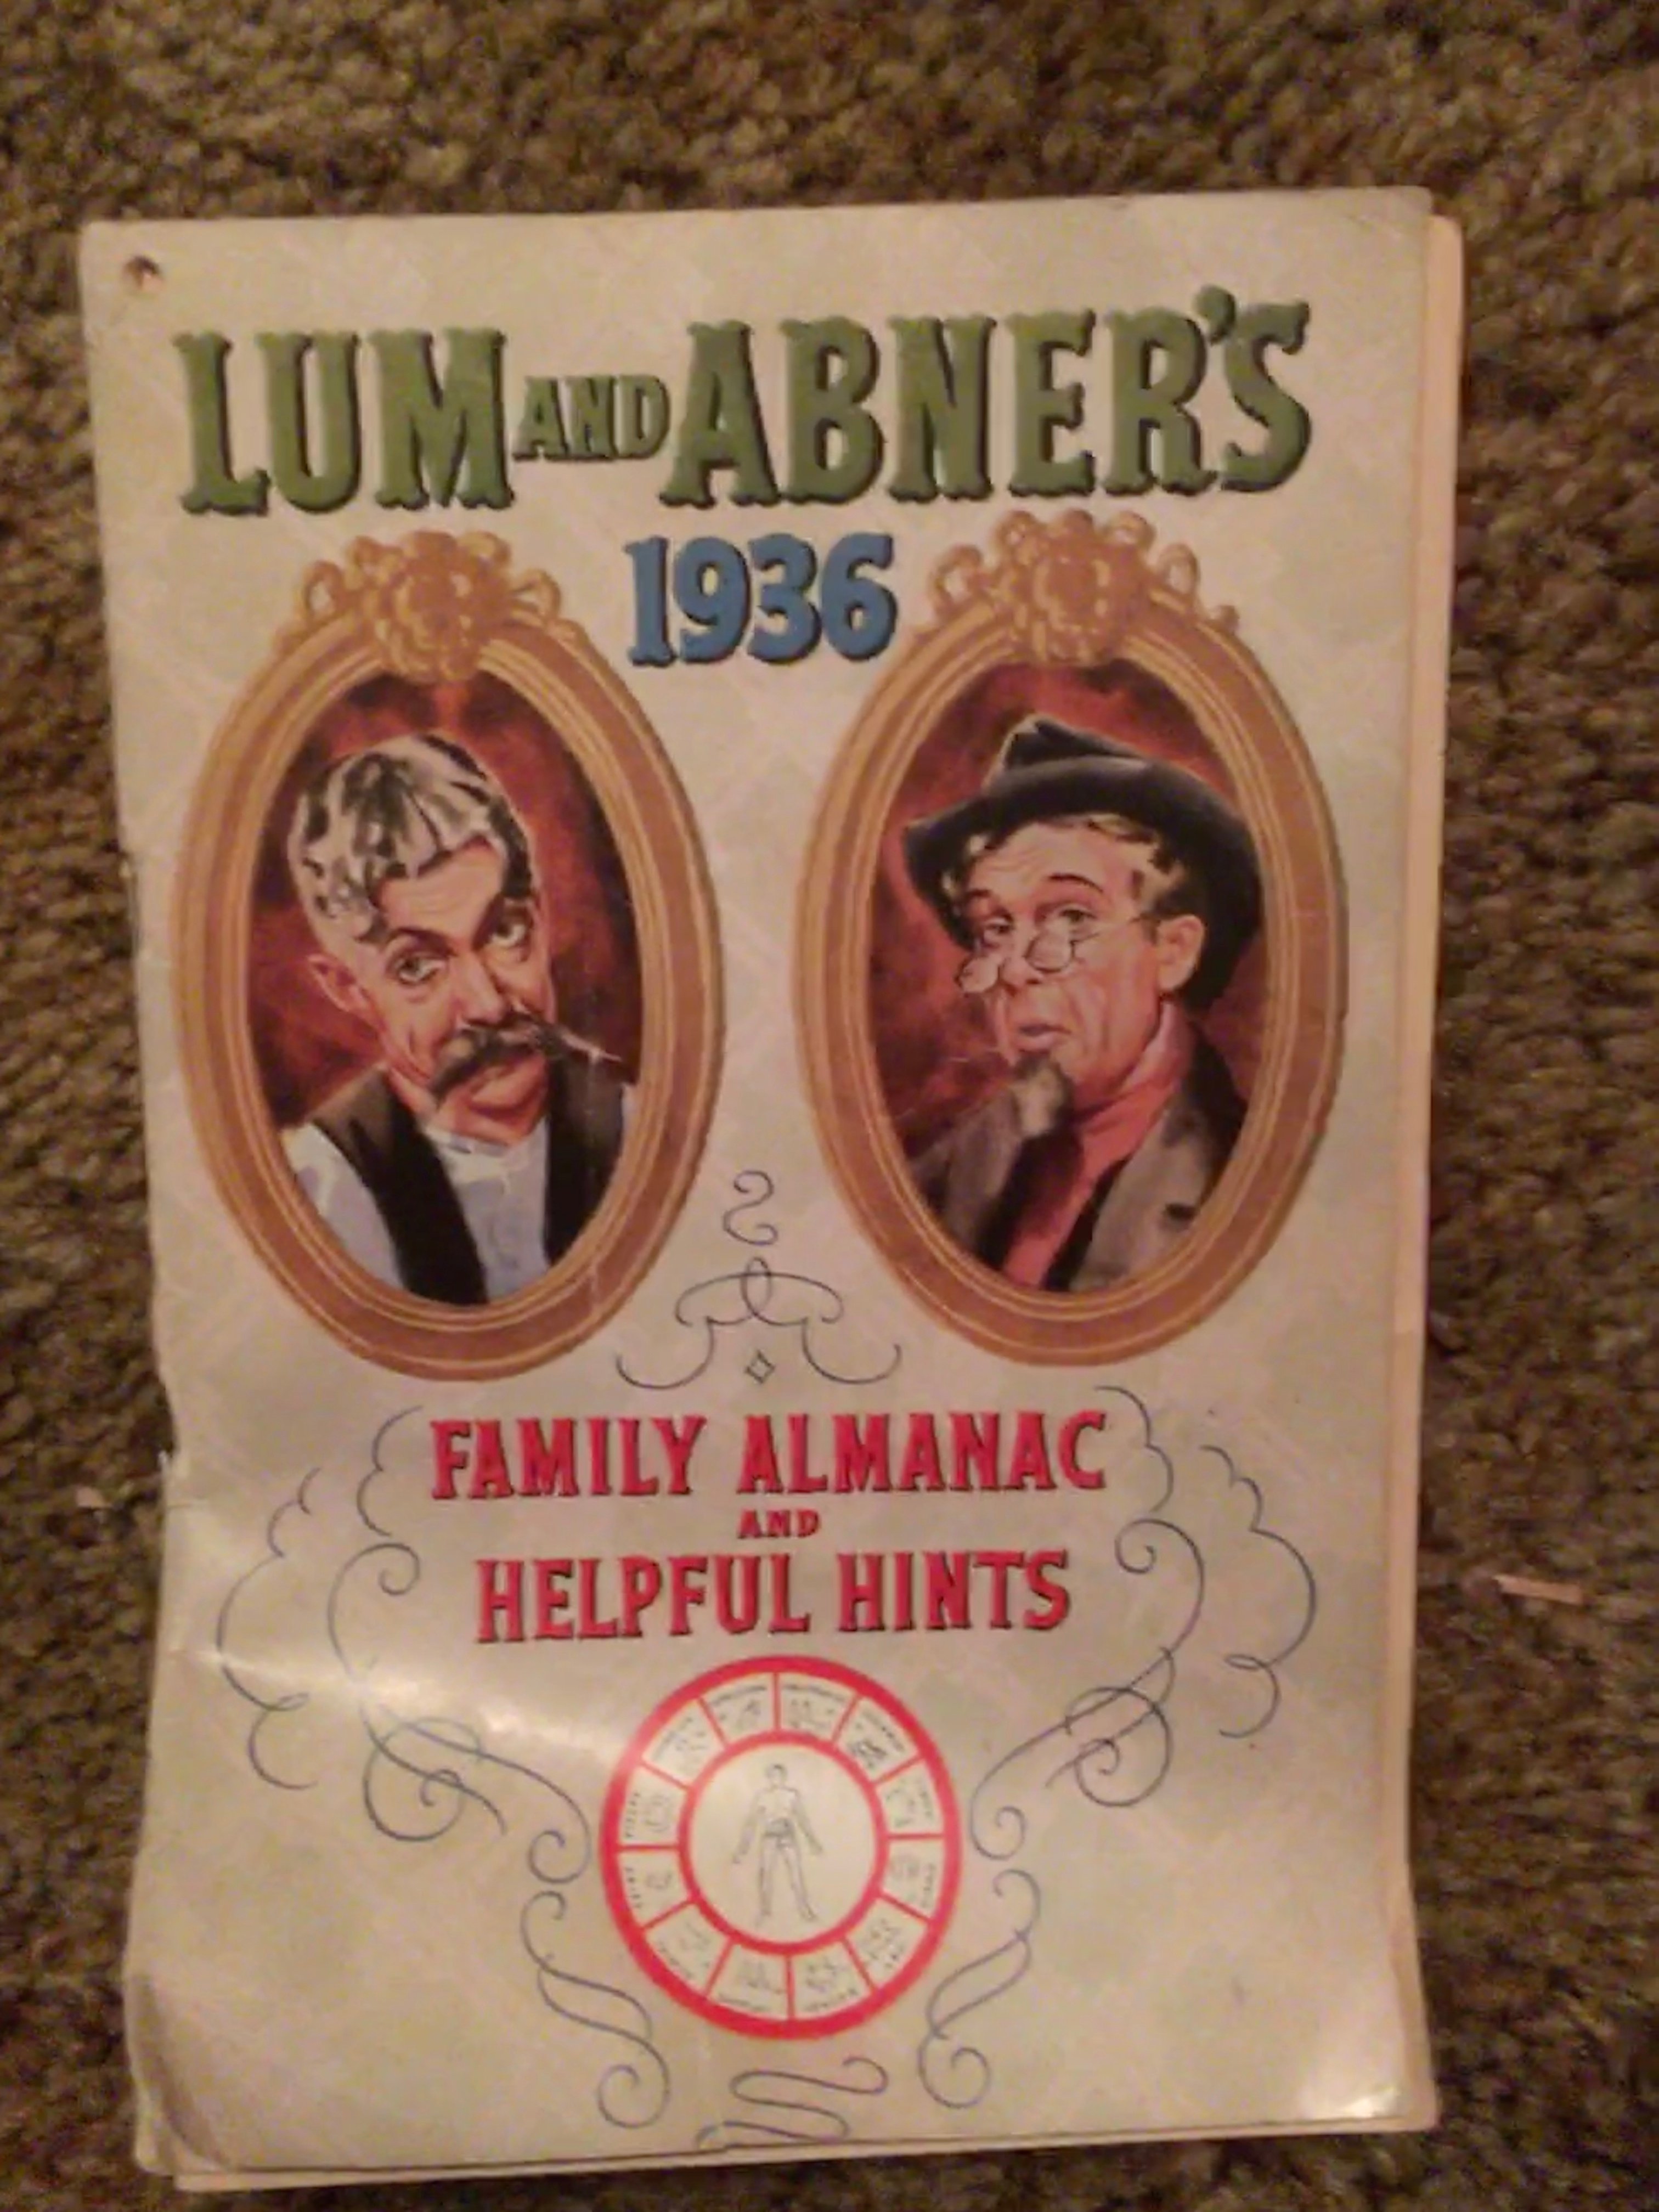 LUM AND ABNER'S
1936
FAMILY ALMANAC
AND
HELPFUL HINTS